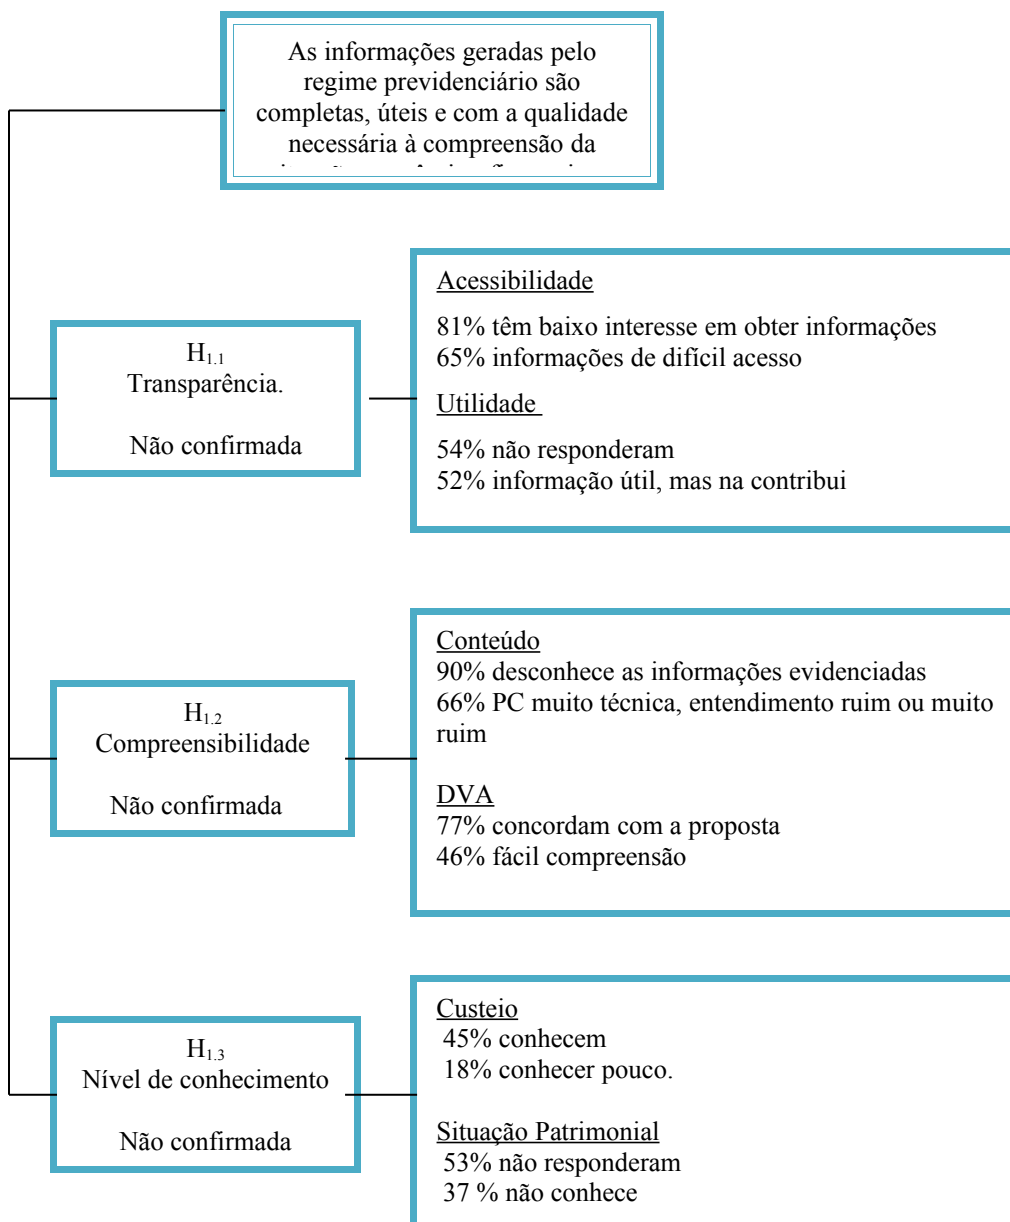 As informações geradas pelo
regime previdenciário são
completas, úteis e com a qualidade
necessária à compreensão da
Acessibilidade
81% têm baixo interesse em obter informações
65% informações de difícil acesso
Utilidade
54% não responderam
52% informação útil, mas na contribui
H1.1
Transparência.
Não confirmada
Conteúdo
90% desconhece as informações evidenciadas
66% PC muito técnica, entendimento ruim ou muito
ruim
DVA
77% concordam com a proposta
46% fácil compreensão
H1.2
Compreensibilidade
Não confirmada
Custeio
45% conhecem
18% conhecer pouco.
Situação Patrimonial
53% não responderam
37 % não conhece
H1.3
Nível de conhecimento
Não confirmada